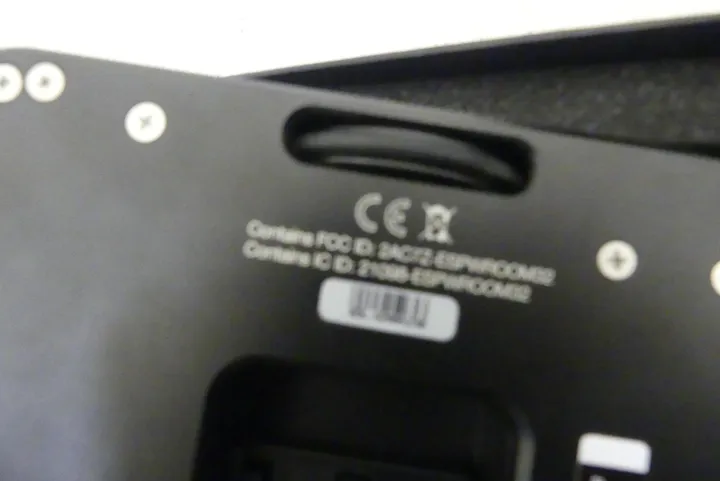 CE
Contains FCC ID: 2AC7Z-ESPWROOM32
Contains IC ID: 21098-ESPWROOM32